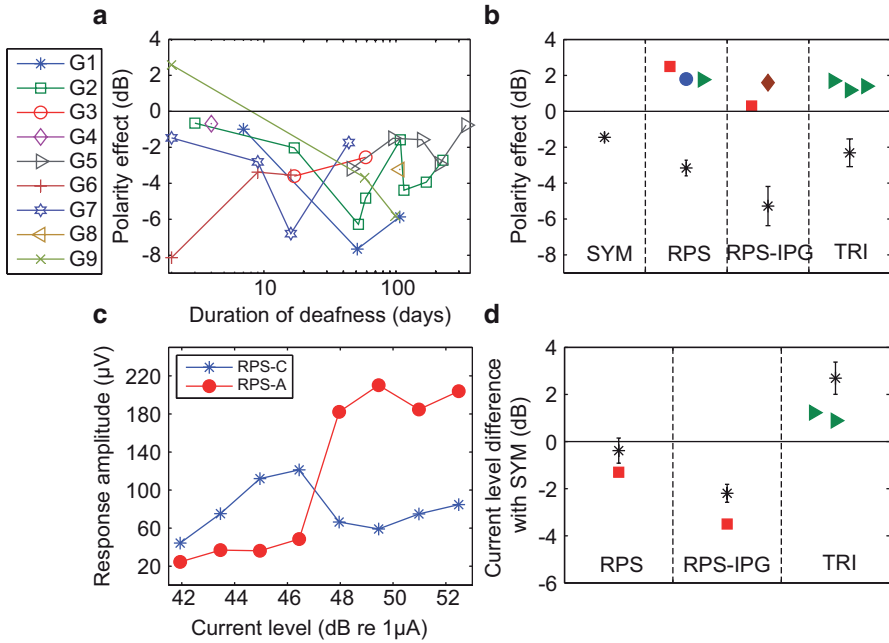 a
Polarity effect (dB)
4
2
0
-2
-4
-6
-8
10
100
Duration of deafness (days)
G1
G2
G3
G4
G5
G6
G7
G8
G9
b
Polarity effect (dB)
4
2
0
-2
-4
-6
-8
SYM
RPS
RPS-IPG
TRI
c
Response amplitude (µV)
220
180
140
100
60
20
RPS-C
RPS-A
42
44
46
48
50
52
Current level (dB re 1µA)
d
Current level difference
with SYM (dB)
4
2
0
-2
-4
-6
RPS
RPS-IPG
TRI